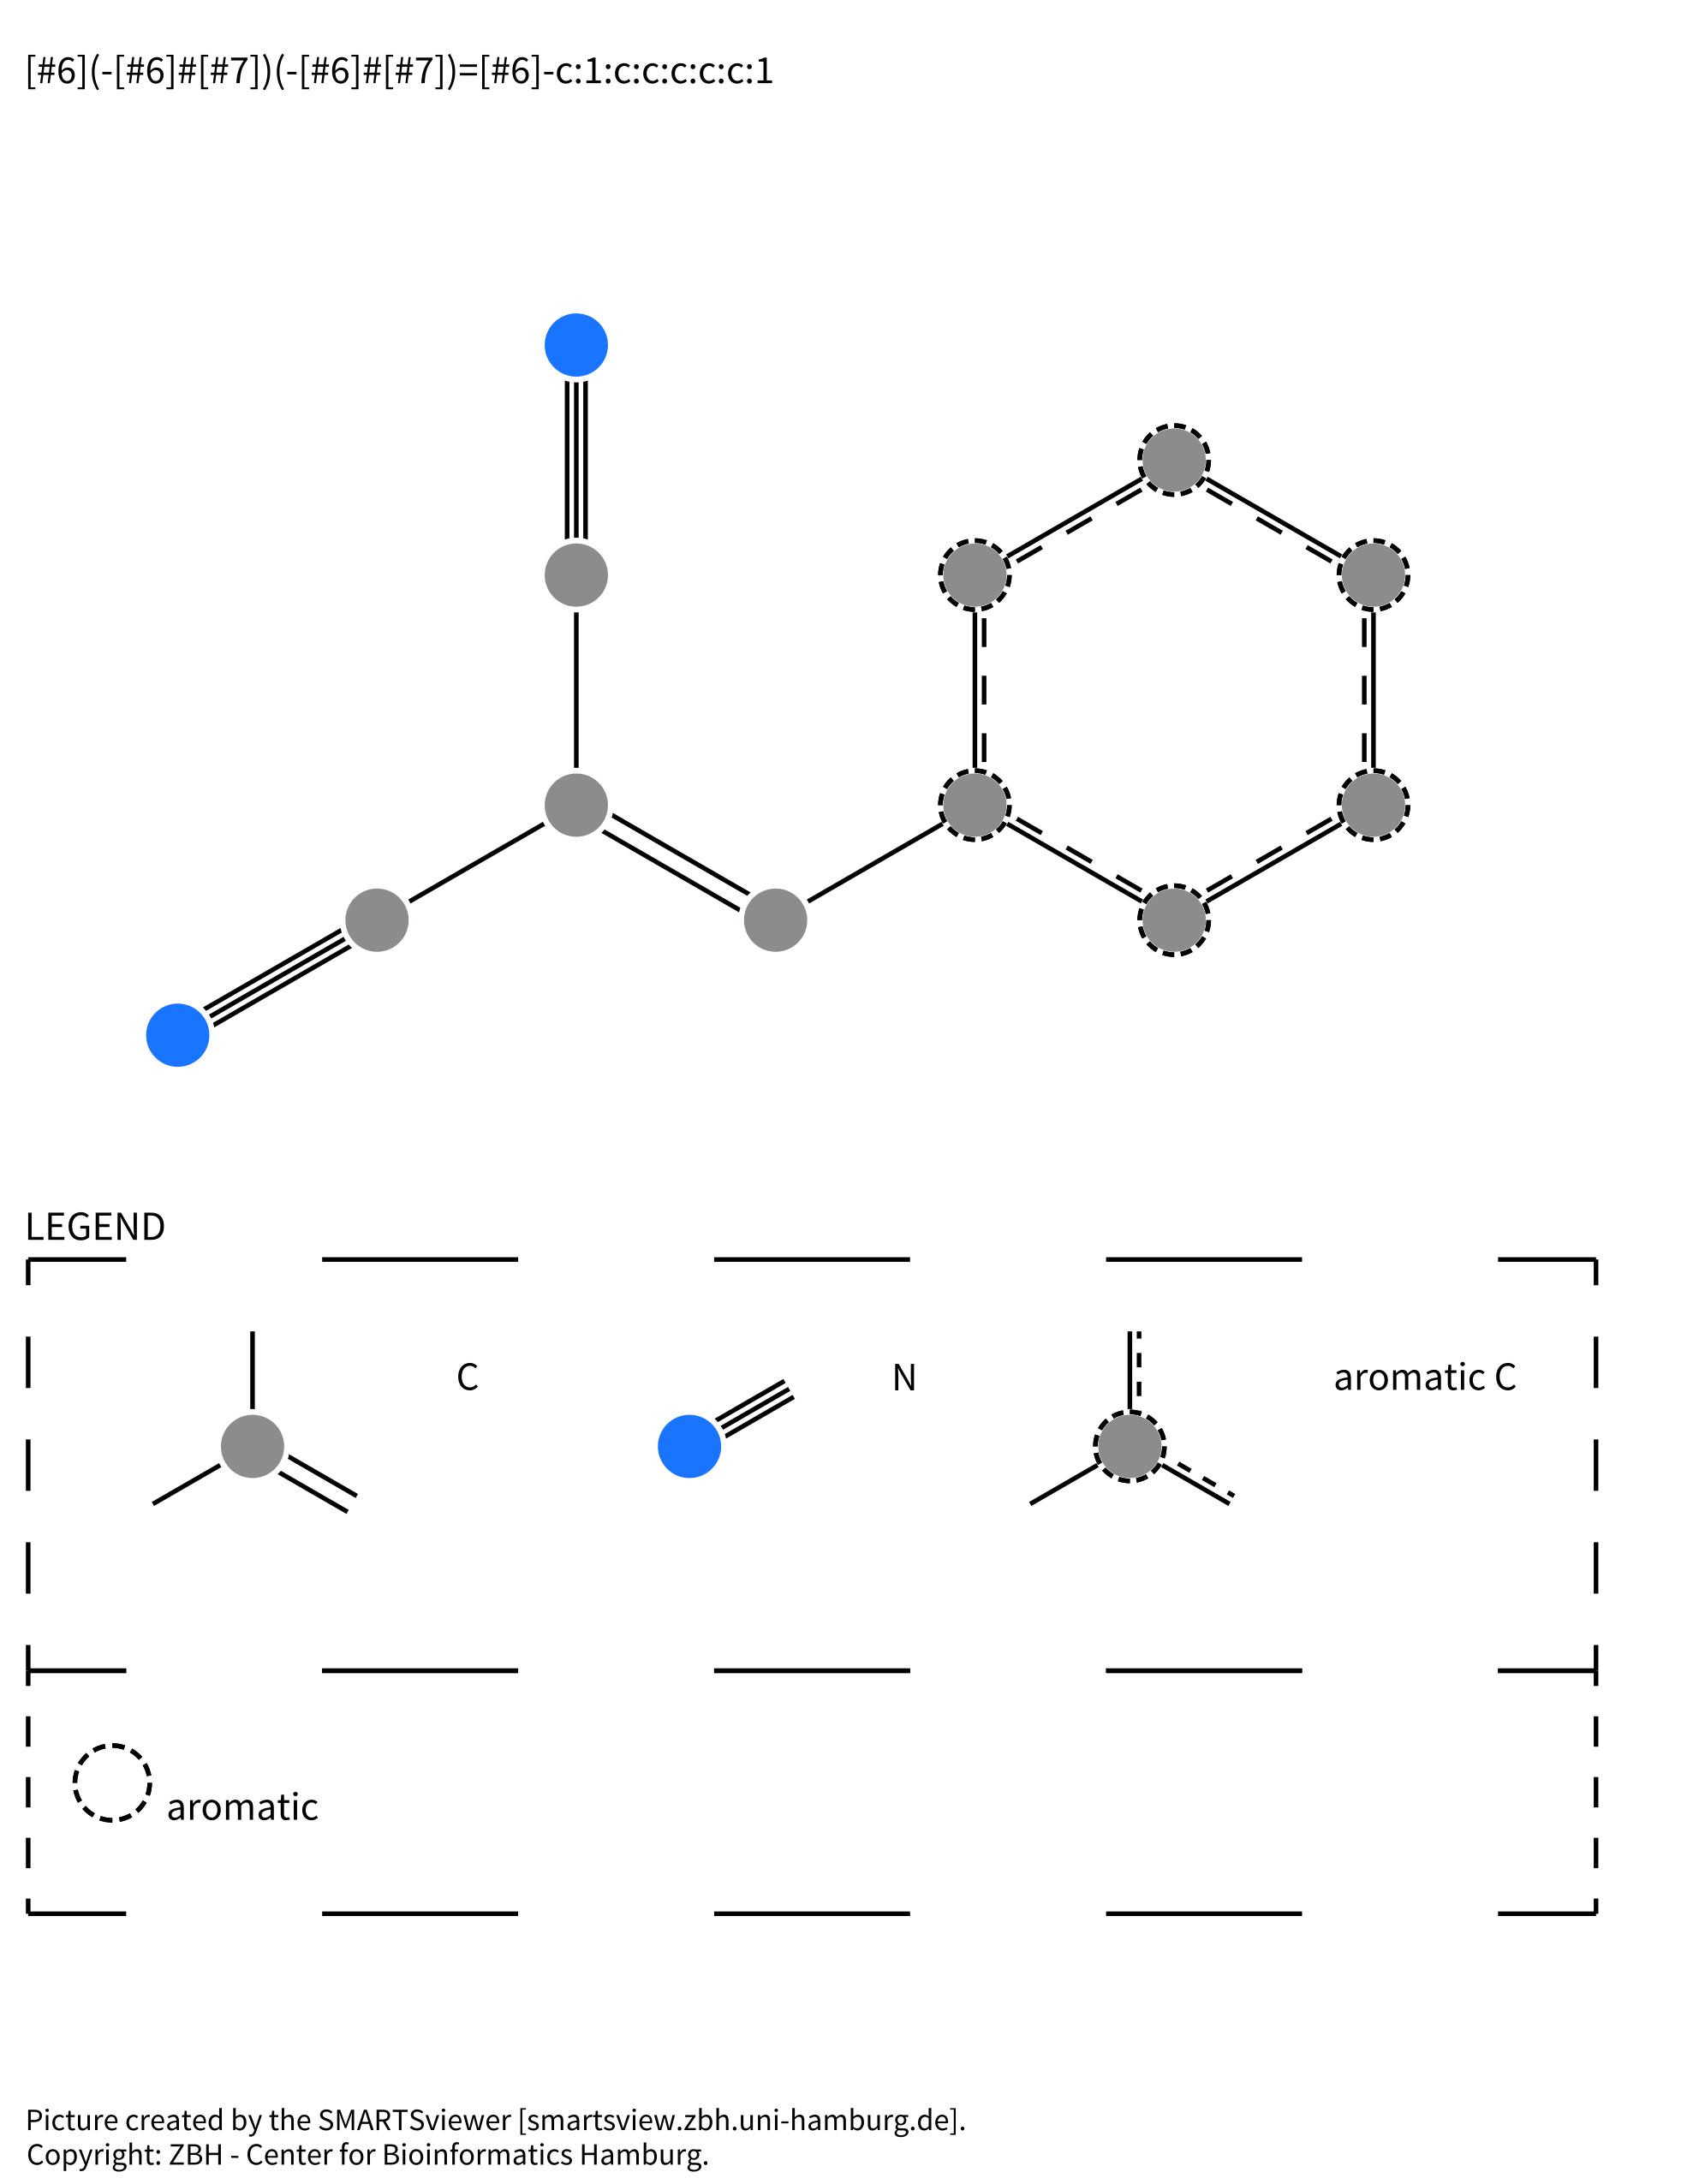 [#6](-[#6]#[#7])(-[#6]#[#7])=[#6]-c:1:c:c:c:c:c:1
LEGEND
C
N
aromatic C
aromatic
Picture created by the SMARTSviewer [smartsview.zbh.uni-hamburg.de].
Copyright: ZBH - Center for Bioinformatics Hamburg.